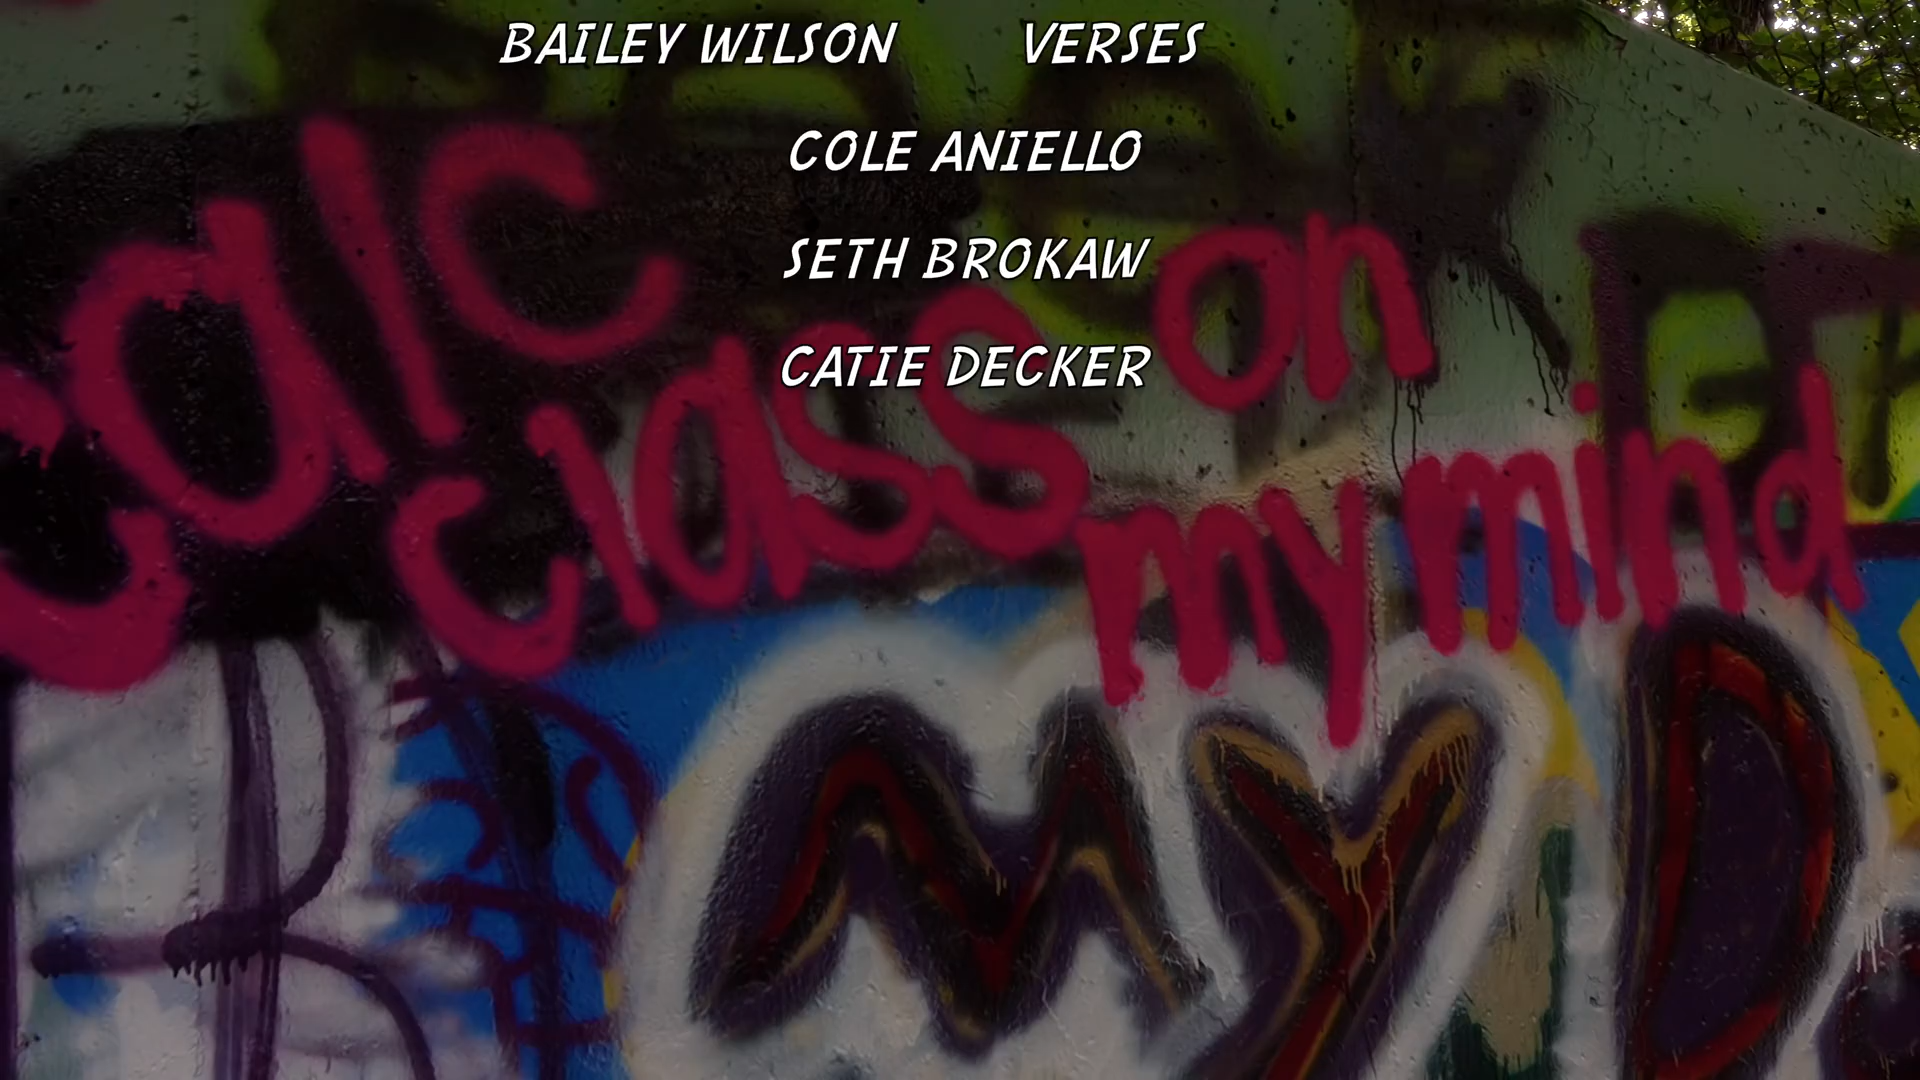 BAILEY WILSON VERSES
COLE ANIELLO
SETH BROKAW
CATIE DECKER
calc
class on
my mind
MY D